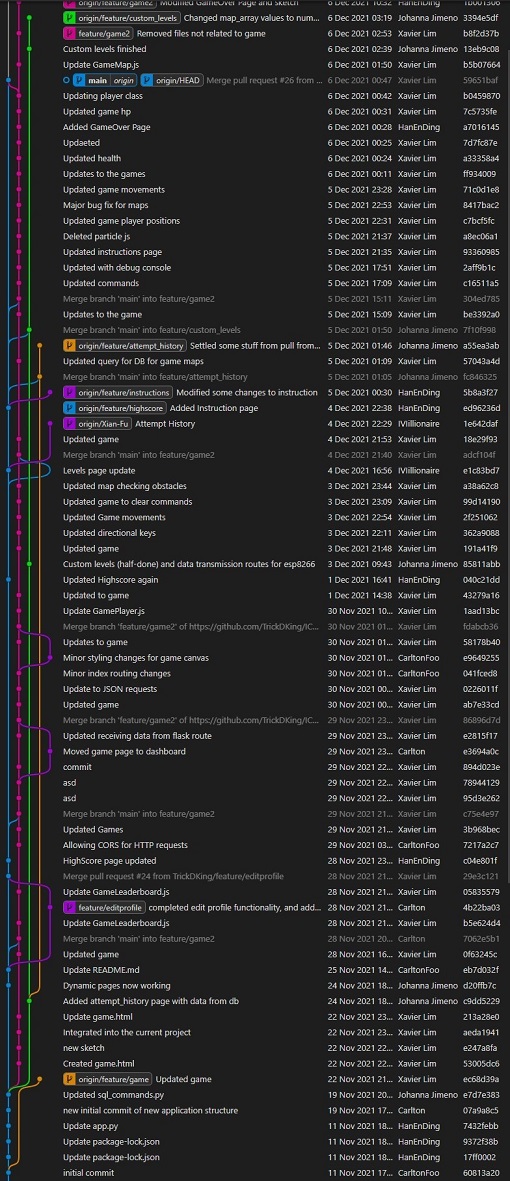 origin/feature/game2 Modified GameOver Page and sketch 6 Dec 2021 10:32 HanEnDing
origin/feature/custom_levels Changed map_array values to num... 6 Dec 2021 03:19 Johanna Jimeno 3394e5df
feature/game2 Removed files not related to game 6 Dec 2021 02:52 Xavier Lim b8f2d37b
Custom levels finished 6 Dec 2021 02:39 Johanna Jimeno 13eb9c08
Update GameMap.js 6 Dec 2021 01:50 Xavier Lim b5b07664
main origin origin/HEAD Merge pull request #26 from ... 6 Dec 2021 00:47 Xavier Lim 59651baf
Updating player class 6 Dec 2021 00:42 Xavier Lim b0459870
Updated game hp 6 Dec 2021 00:31 Xavier Lim 7c5735fe
Added GameOver Page 6 Dec 2021 00:28 HanEnDing a7016145
Updaeted 6 Dec 2021 00:25 Xavier Lim 7d7fc87e
Updated health 6 Dec 2021 00:24 Xavier Lim a33358a4
Updates to the games 6 Dec 2021 00:11 Xavier Lim ff934009
Updated game movements 5 Dec 2021 23:28 Xavier Lim 71c0d1e8
Major bug fix for maps 5 Dec 2021 22:53 Xavier Lim 8417bac2
Updated game player positions 5 Dec 2021 22:31 Xavier Lim c7bcf5fc
Deleted particle js 5 Dec 2021 21:37 Xavier Lim a8ec06a1
Updated instructions page 5 Dec 2021 21:35 Xavier Lim 93360985
Updated with debug console 5 Dec 2021 17:51 Xavier Lim 2aff9b1c
Updated commands 5 Dec 2021 17:09 Xavier Lim c16511a5
Merge branch 'main' into feature/game2 5 Dec 2021 15:11 Xavier Lim 304ed785
Updates to the game 5 Dec 2021 15:09 Xavier Lim be3392a0
Merge branch 'main' into feature/custom_levels 5 Dec 2021 01:50 Johanna Jimeno 7f10f998
origin/feature/attempt_history Settled some stuff from pull from... 5 Dec 2021 01:46 Johanna Jimeno a55ea3ab
Updated query for DB for game maps 5 Dec 2021 01:09 Xavier Lim 57043a4d
Merge branch 'main' into feature/attempt_history 5 Dec 2021 01:05 Johanna Jimeno fc846325
origin/feature/instructions Modified some changes to instruction 5 Dec 2021 00:30 HanEnDing 5b8a3f27
origin/feature/highscore Added Instruction page 4 Dec 2021 22:38 HanEnDing ed96236d
origin/Xian-Fu Attempt History 4 Dec 2021 22:29 IVIillionaire 1e642daf
Updated game 4 Dec 2021 21:53 Xavier Lim 18e29f93
Merge branch 'main' into feature/game2 4 Dec 2021 21:40 Xavier Lim adcf104f
Levels page update 4 Dec 2021 16:56 IVIillionaire e1c83bd7
Updated map checking obstacles 3 Dec 2021 23:44 Xavier Lim a38a62c8
Updated game to clear commands 3 Dec 2021 23:09 Xavier Lim 99d14190
Updated Game movements 3 Dec 2021 22:54 Xavier Lim 2f251062
Updated directional keys 3 Dec 2021 22:11 Xavier Lim 362a9088
Updated game 3 Dec 2021 21:48 Xavier Lim 191a41f9
Custom levels (half-done) and data transmission routes for esp8266 3 Dec 2021 09:43 Johanna Jimeno 85811abb
Updated Highscore again 1 Dec 2021 16:41 HanEnDing 040c21dd
Updated to game 1 Dec 2021 14:38 Xavier Lim 43279a16
Update GamePlayer.js 30 Nov 2021 10... Xavier Lim 1aad13bc
Merge branch 'feature/game2' of https://github.com/TrickDKing/IC... 30 Nov 2021 01... Xavier Lim fdabcb36
Updates to game 30 Nov 2021 01... Xavier Lim 58178b40
Minor styling changes for game canvas 30 Nov 2021 01... CarltonFoo e9649255
Minor index routing changes 30 Nov 2021 01... CarltonFoo 041fced8
Update to JSON requests 30 Nov 2021 00... Xavier Lim 0226011f
Updated game 30 Nov 2021 00... Xavier Lim ab7e33cd
Merge branch 'feature/game2' of https://github.com/TrickDKing/IC... 29 Nov 2021 23... Xavier Lim 86896d7d
Updated receiving data from flask route 29 Nov 2021 23... Xavier Lim e2815f17
Moved game page to dashboard 29 Nov 2021 23... Carlton e3694a0c
commit 29 Nov 2021 22... Xavier Lim 894d023e
asd 29 Nov 2021 22... Xavier Lim 78944129
asd 29 Nov 2021 22... Xavier Lim 95d3e262
Merge branch 'main' into feature/game2 29 Nov 2021 22... Xavier Lim c75e4e97
Updated Games 29 Nov 2021 22... Xavier Lim 3b968bec
Allowing CORS for HTTP requests 29 Nov 2021 22... Carlton 7217a2c7
HighScore page updated 28 Nov 2021 03... HanEnDing c04e801f
Merge pull request #24 from TrickDKing/feature/editprofile 28 Nov 2021 21... Xavier Lim 29e3c121
Update GameLeaderboard.js 28 Nov 2021 21... Xavier Lim 05835579
feature/editprofile completed edit profile functionality, and add... 28 Nov 2021 20... Carlton 4b22ba03
Update GameLeaderboard.js 28 Nov 2021 20... Xavier Lim b5e624d4
Merge branch 'main' into feature/game2 28 Nov 2021 20... Carlton 7062e5b1
Updated game 28 Nov 2021 16... Xavier Lim 0f63245c
Update README.md 25 Nov 2021 14... CarltonFoo eb7d032f
Dynamic pages now working 24 Nov 2021 18... Johanna Jimeno d20ffb7c
Added attempt_history page with data from db 24 Nov 2021 18... Johanna Jimeno c9dd5229
Update game.html 22 Nov 2021 23... Xavier Lim 213a28e0
Integrated into the current project 22 Nov 2021 23... Xavier Lim aeda1941
new sketch 22 Nov 2021 22... Xavier Lim e247a8fa
Created game.html 22 Nov 2021 22... Xavier Lim 53005dc6
origin/feature/game Updated game 22 Nov 2021 21... Xavier Lim ec68d39a
Updated sql_commands.py 19 Nov 2021 20... Johanna Jimeno e7d7e383
new initial commit of new application structure 19 Nov 2021 17... Carlton 07a9a8c5
Update app.py 11 Nov 2021 18... HanEnDing 7432febb
Update package-lock.json 11 Nov 2021 18... HanEnDing 9372f38b
Update package-lock.json 11 Nov 2021 18... HanEnDing 17ff0002
initial commit 11 Nov 2021 17... CarltonFoo 60813a20